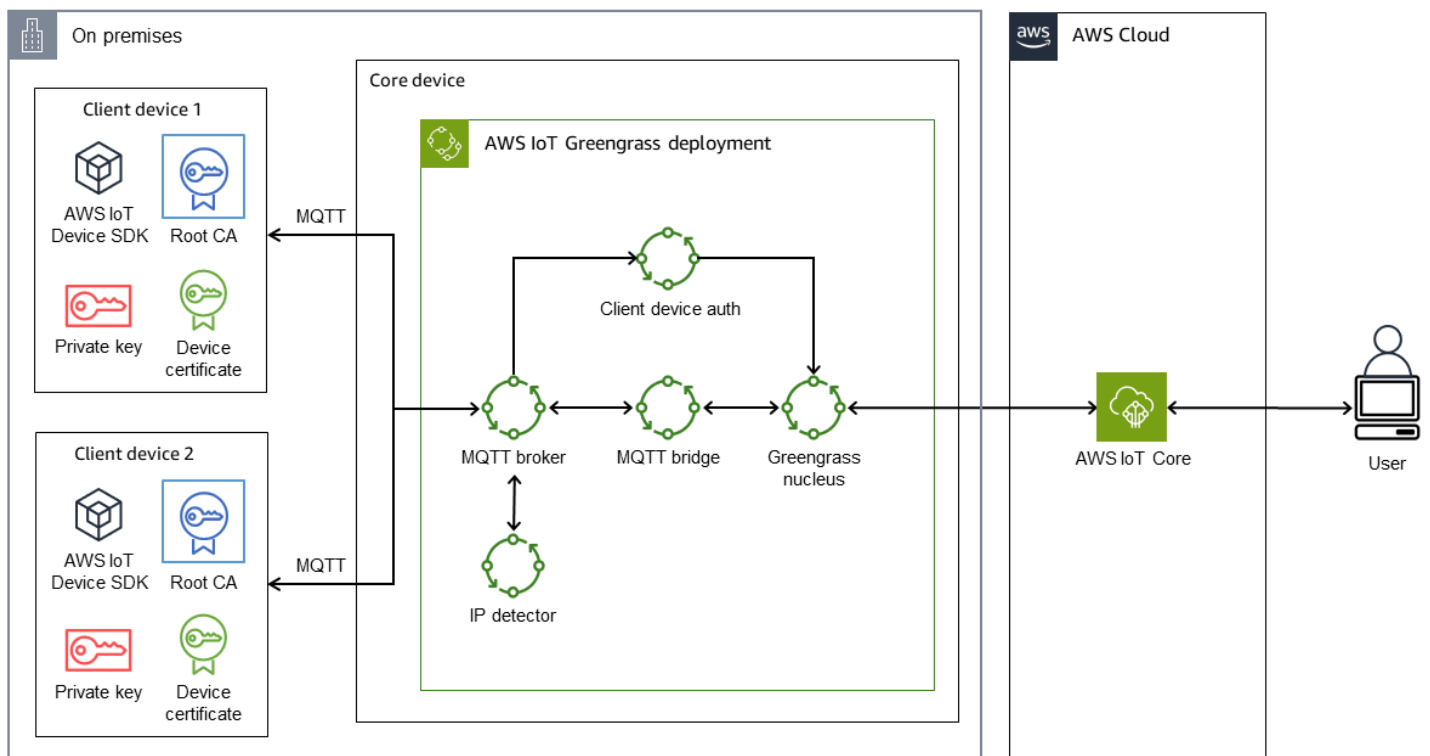 On premises
aws
AWS Cloud
Core device
Client device 1
AWS IoT
Device SDK
Root CA
Private key
Device
certificate
MQTT
AWS IoT Greengrass deployment
Client device auth
MQTT broker
MQTT bridge
Greengrass
nucleus
IP detector
AWS IoT Core
User
Client device 2
AWS IoT
Device SDK
Root CA
Private key
Device
certificate
MQTT